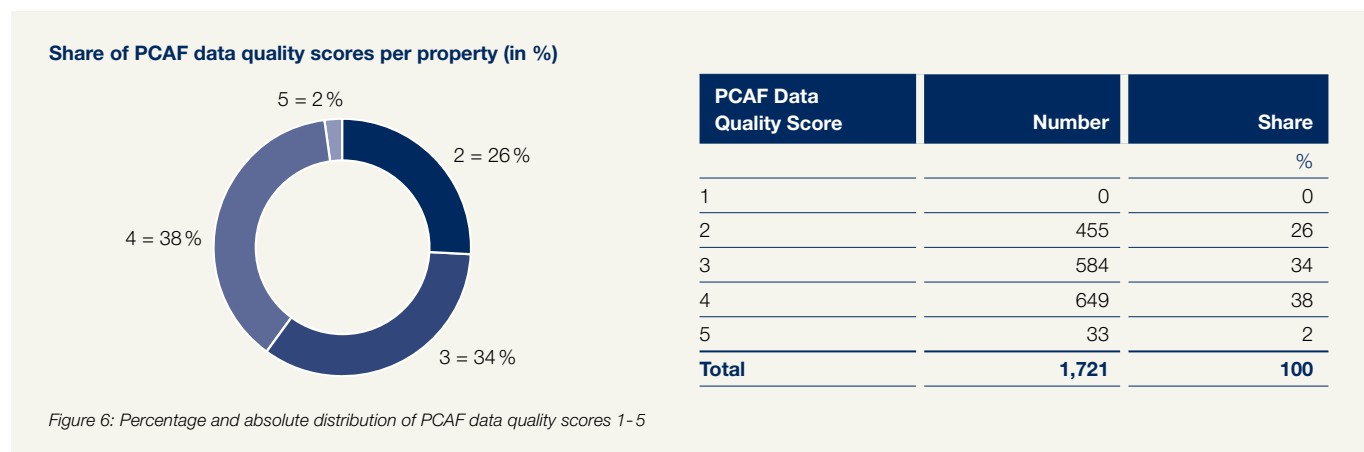 Share of PCAF data quality scores per property (in %)
5 = 2 %
2 = 26 %
4 = 38 %
3 = 34 %
PCAF Data
Quality Score Number Share
%
1 0 0
2 455 26
3 584 34
4 649 38
5 33 2
Total 1,721 100
Figure 6: Percentage and absolute distribution of PCAF data quality scores 1 - 5